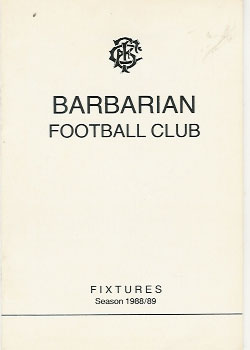 BARBARIAN
FOOTBALL CLUB
FIXTURES
Season 1988/89